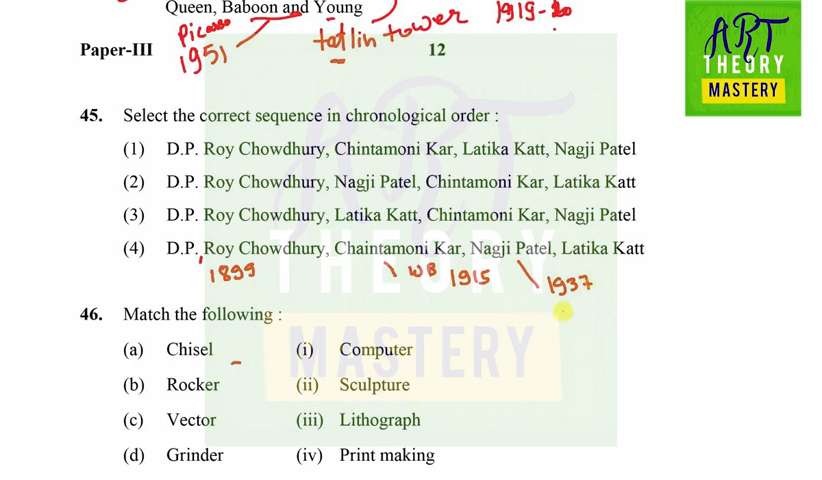 Queen, Baboon and Young
Picasso
1951
tatlin tower 1919-20
ART
THEORY
MASTERY
Paper-III
12
45. Select the correct sequence in chronological order :
(1) D.P. Roy Chowdhury, Chintamoni Kar, Latika Katt, Nagji Patel
(2) D.P. Roy Chowdhury, Nagji Patel, Chintamoni Kar, Latika Katt
(3) D.P. Roy Chowdhury, Latika Katt, Chintamoni Kar, Nagji Patel
(4) D.P. Roy Chowdhury, Chaintamoni Kar, Nagji Patel, Latika Katt
1899
WB 1915
1937
THEORY
46. Match the following :
MASTERY
(a) Chisel (i) Computer
(b) Rocker (ii) Sculpture
(c) Vector (iii) Lithograph
(d) Grinder (iv) Print making